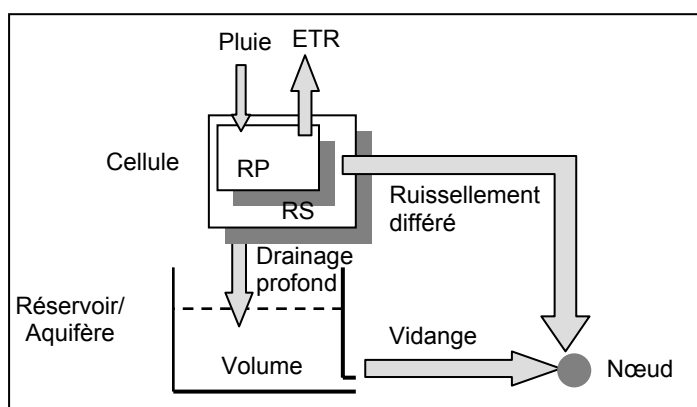 Pluie
ETR
Cellule
RP
RS
Ruissellement
différé
Drainage
profond
Réservoir/
Aquifère
Volume
Vidange
Nœud